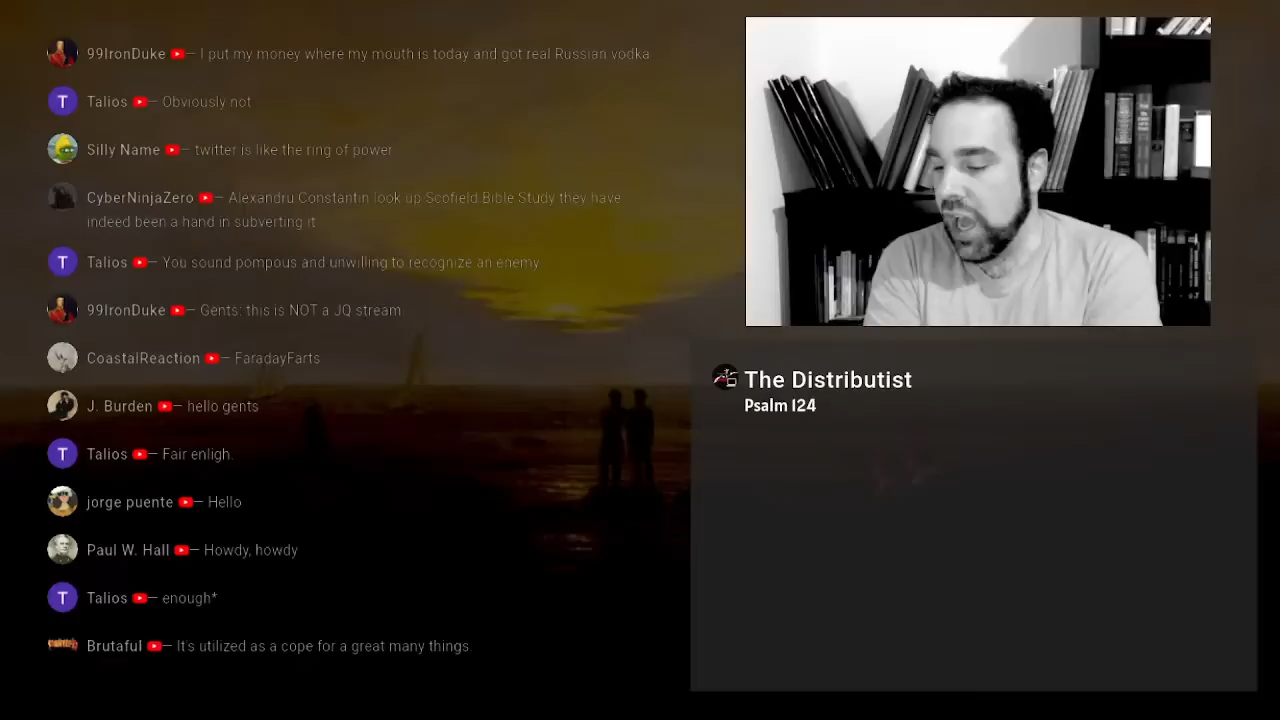 99IronDuke — I put my money where my mouth is today and got real Russian vodka
Talios — Obviously not
Silly Name — twitter is like the ring of power
CyberNinjaZero — Alexandru Constantin look up Scofield Bible Study they have
indeed been a hand in subverting it
Talios — You sound pompous and unwilling to recognize an enemy
99IronDuke — Gents: this is NOT a JQ stream
CoastalReaction — FaradayFarts
J. Burden — hello gents
Talios — Fair enligh.
jorge puente — Hello
Paul W. Hall — Howdy, howdy
Talios — enough*
Brutaful — It's utilized as a cope for a great many things
The Distributist
Psalm 124